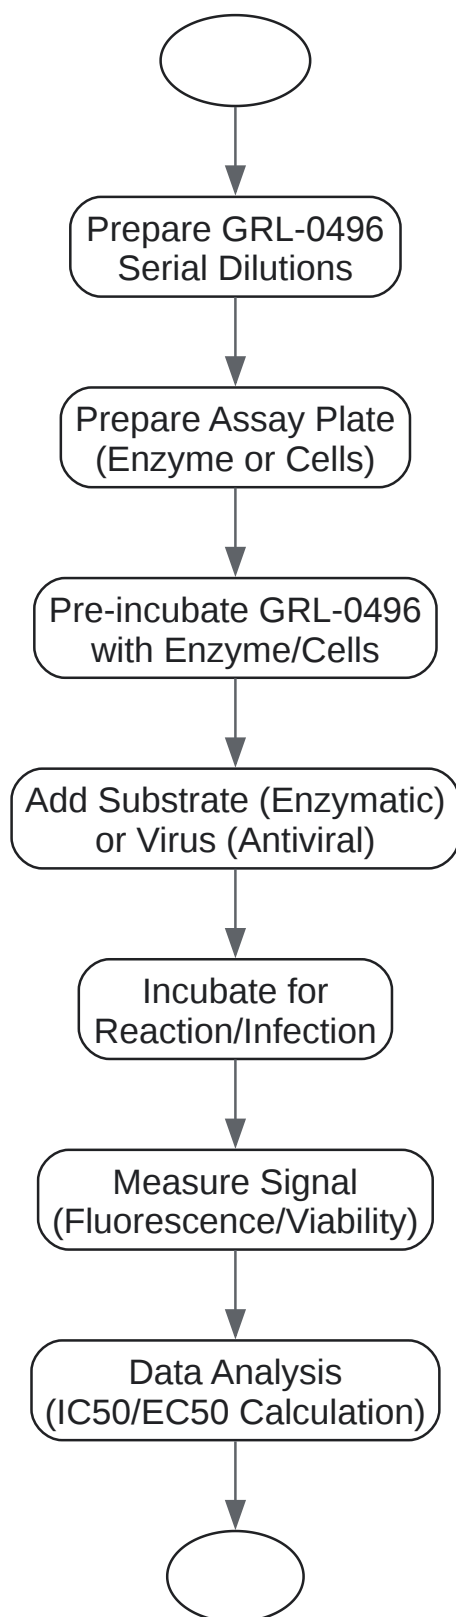 Prepare GRL-0496
Serial Dilutions
Prepare Assay Plate
(Enzyme or Cells)
Pre-incubate GRL-0496
with Enzyme/Cells
Add Substrate (Enzymatic)
or Virus (Antiviral)
Incubate for
Reaction/Infection
Measure Signal
(Fluorescence/Viability)
Data Analysis
(IC50/EC50 Calculation)